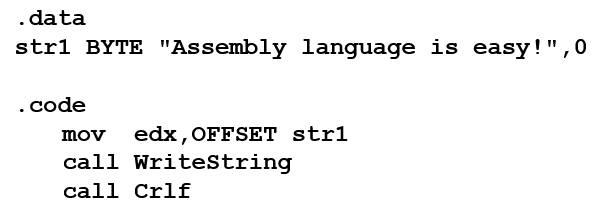 .data
str1 BYTE "Assembly language is easy!",0
.code
mov edx,OFFSET str1
call WriteString
call Crlf